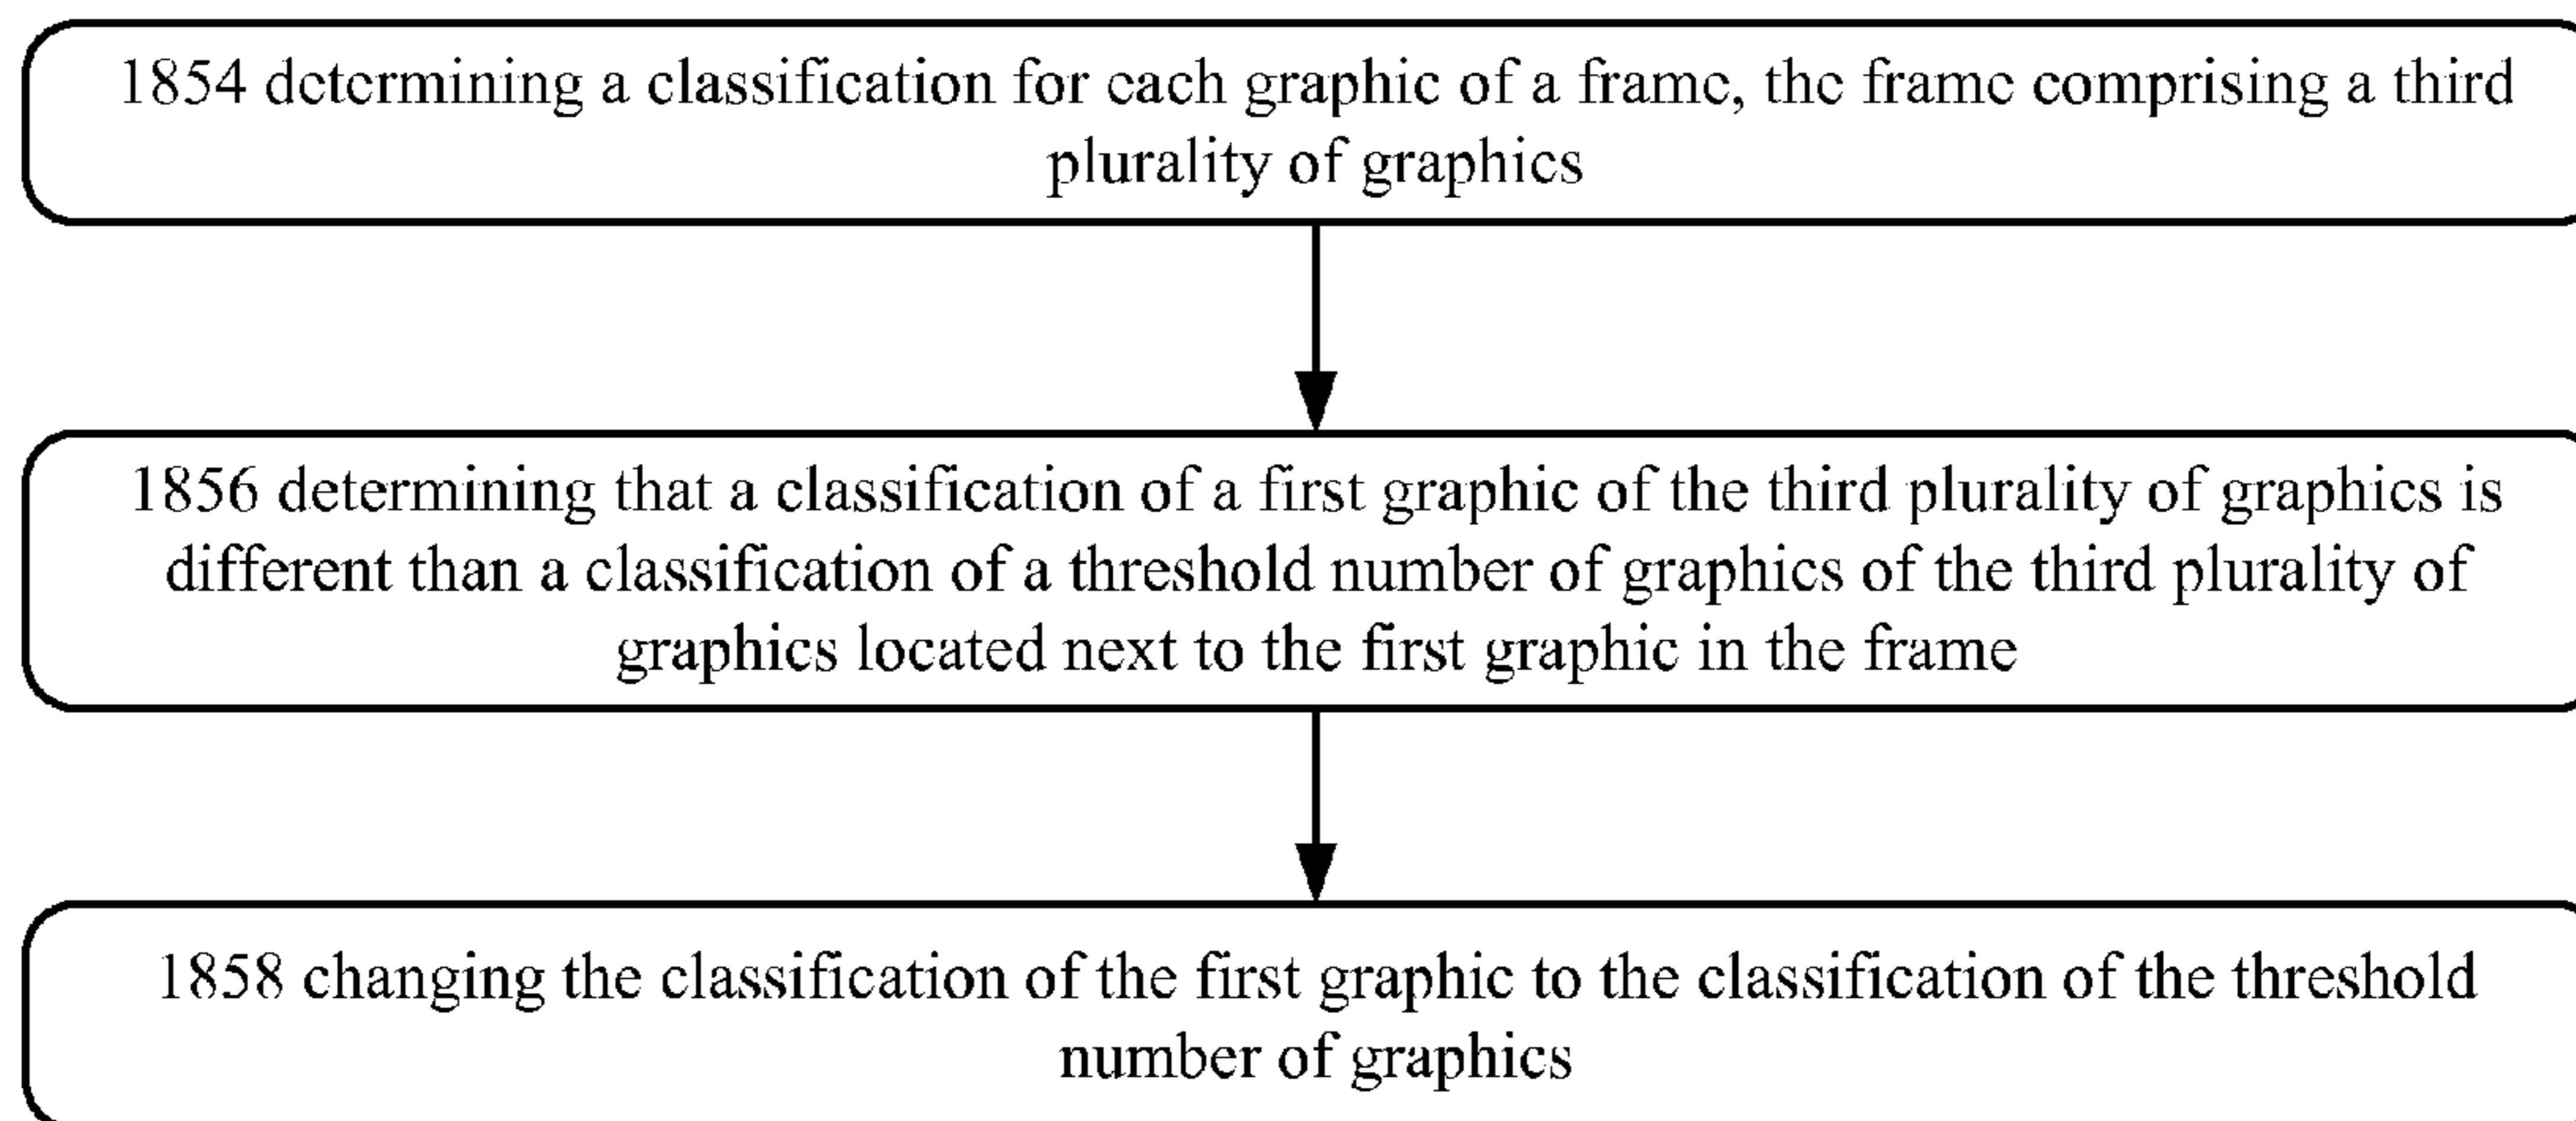 1854 determining a classification for each graphic of a frame, the frame comprising a third
plurality of graphics
1856 determining that a classification of a first graphic of the third plurality of graphics is
different than a classification of a threshold number of graphics of the third plurality of
graphics located next to the first graphic in the frame
1858 changing the classification of the first graphic to the classification of the threshold
number of graphics